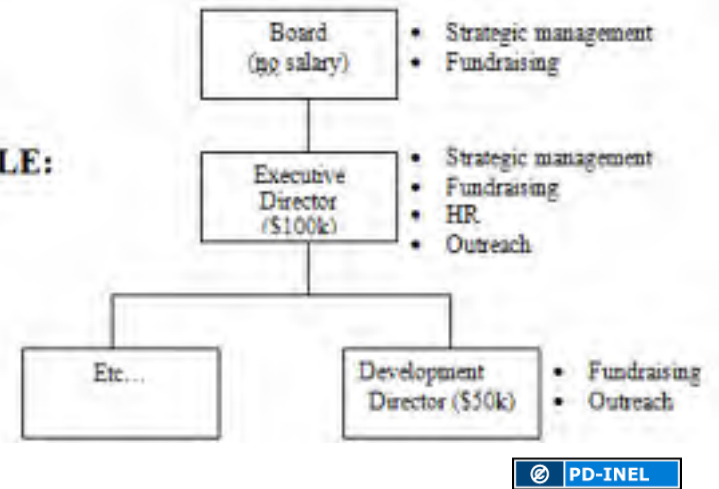 Board
(no salary)
• Strategic management
• Fundraising
LE:
Executive
Director
($100k)
• Strategic management
• Fundraising
• HR
• Outreach
Etc...
Development
Director ($50k)
• Fundraising
• Outreach
PD-INEL